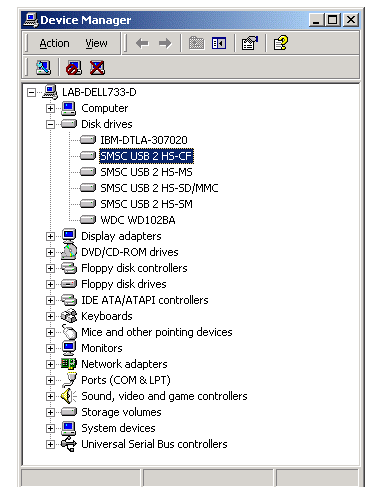 Device Manager
Action View
LAB-DELL733-D
Computer
Disk drives
IBM-DTLA-307020
SMSC USB 2 HS-CF
SMSC USB 2 HS-MS
SMSC USB 2 HS-SD/MMC
SMSC USB 2 HS-SM
WDC WD102BA
Display adapters
DVD/CD-ROM drives
Floppy disk controllers
Floppy disk drives
IDE ATA/ATAPI controllers
Keyboards
Mice and other pointing devices
Monitors
Network adapters
Ports (COM & LPT)
Sound, video and game controllers
Storage volumes
System devices
Universal Serial Bus controllers